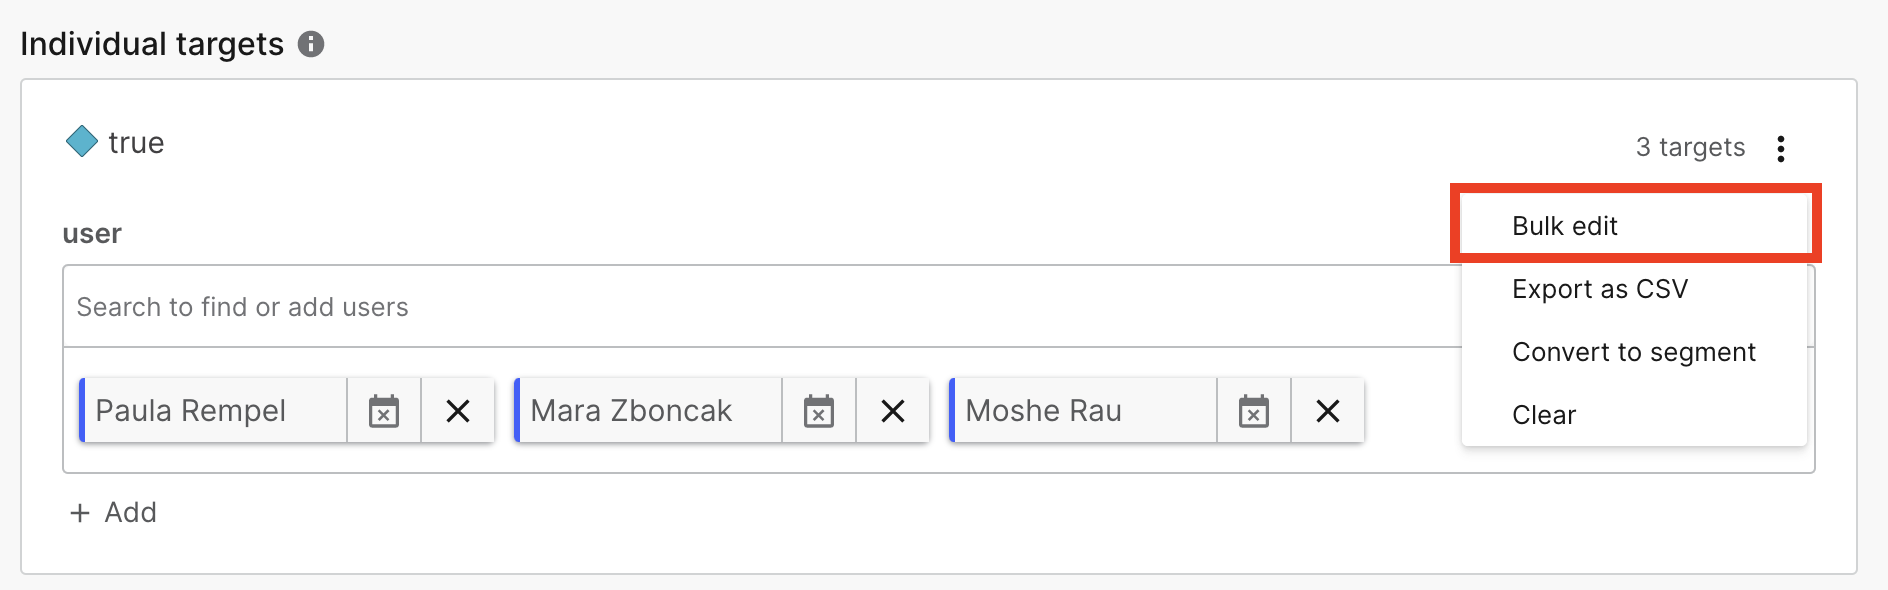 Individual targets
true
3 targets
Bulk edit
user
Export as CSV
Search to find or add users
Convert to segment
Paula Rempel
Mara Zboncak
Moshe Rau
Clear
+ Add